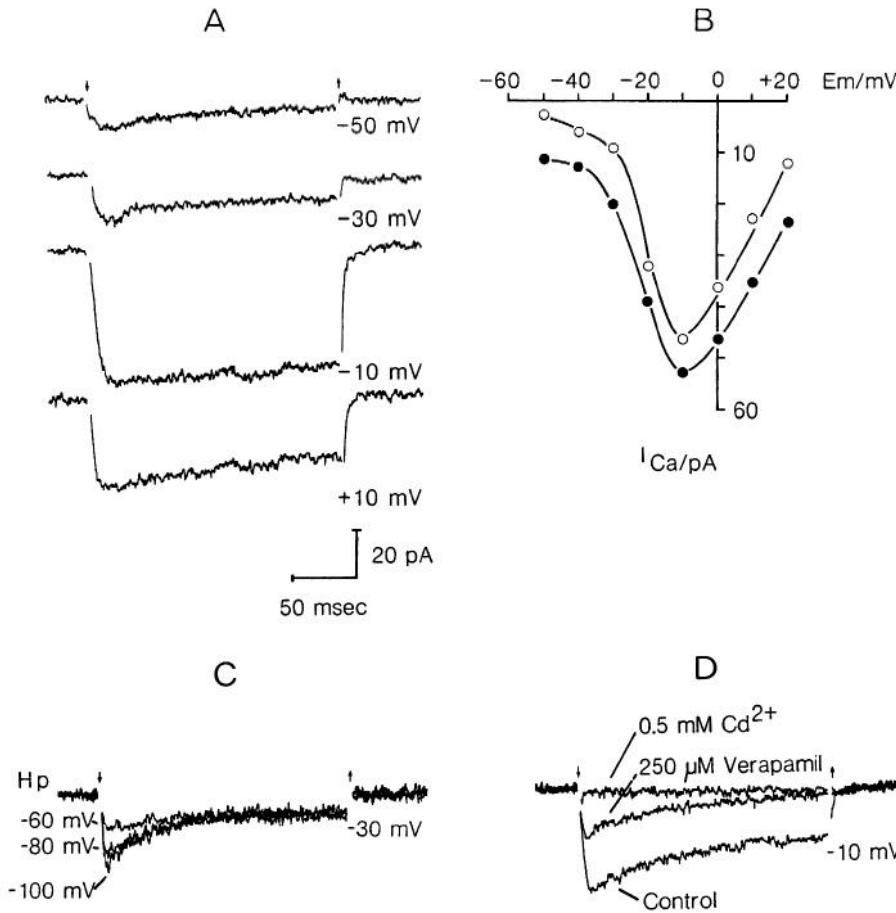 A
-50 mV
-30 mV
-10 mV
+10 mV
20 pA
50 msec
B
-60 -40 -20 0 +20 Em/mV
10
60
I Ca/pA
C
Hp
-60 mV
-80 mV
-100 mV
-30 mV
D
0.5 mM Cd2+
250 µM Verapamil
-10 mV
Control